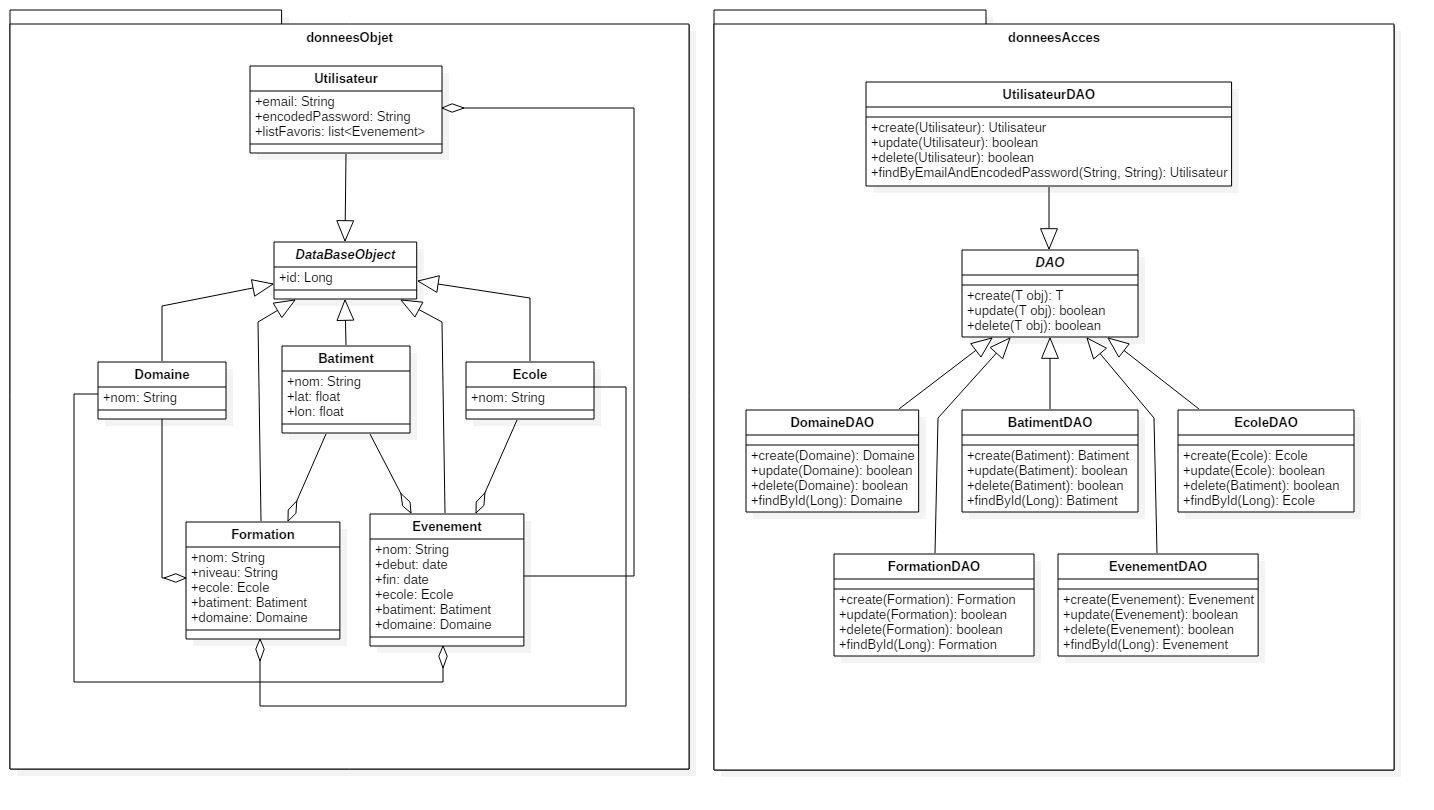 donneesObjet
Utilisateur
+email: String
+encodedPassword: String
+listFavoris: list<Evenement>
DataBaseObject
+id: Long
Domaine
+nom: String
Batiment
+nom: String
+lat: float
+lon: float
Ecole
+nom: String
Formation
+nom: String
+niveau: String
+ecole: Ecole
+batiment: Batiment
+domaine: Domaine
Evenement
+nom: String
+debut: date
+fin: date
+ecole: Ecole
+batiment: Batiment
+domaine: Domaine
donneesAcces
UtilisateurDAO
+create(Utilisateur): Utilisateur
+update(Utilisateur): boolean
+delete(Utilisateur): boolean
+findByEmailAndEncodedPassword(String, String): Utilisateur
DAO
+create(T obj): T
+update(T obj): boolean
+delete(T obj): boolean
DomaineDAO
+create(Domaine): Domaine
+update(Domaine): boolean
+delete(Domaine): boolean
+findById(Long): Domaine
BatimentDAO
+create(Batiment): Batiment
+update(Batiment): boolean
+delete(Batiment): boolean
+findById(Long): Batiment
EcoleDAO
+create(Ecole): Ecole
+update(Ecole): boolean
+delete(Batiment): boolean
+findById(Long): Ecole
FormationDAO
+create(Formation): Formation
+update(Formation): boolean
+delete(Formation): boolean
+findById(Long): Formation
EvenementDAO
+create(Evenement): Evenement
+update(Evenement): boolean
+delete(Evenement): boolean
+findById(Long): Evenement